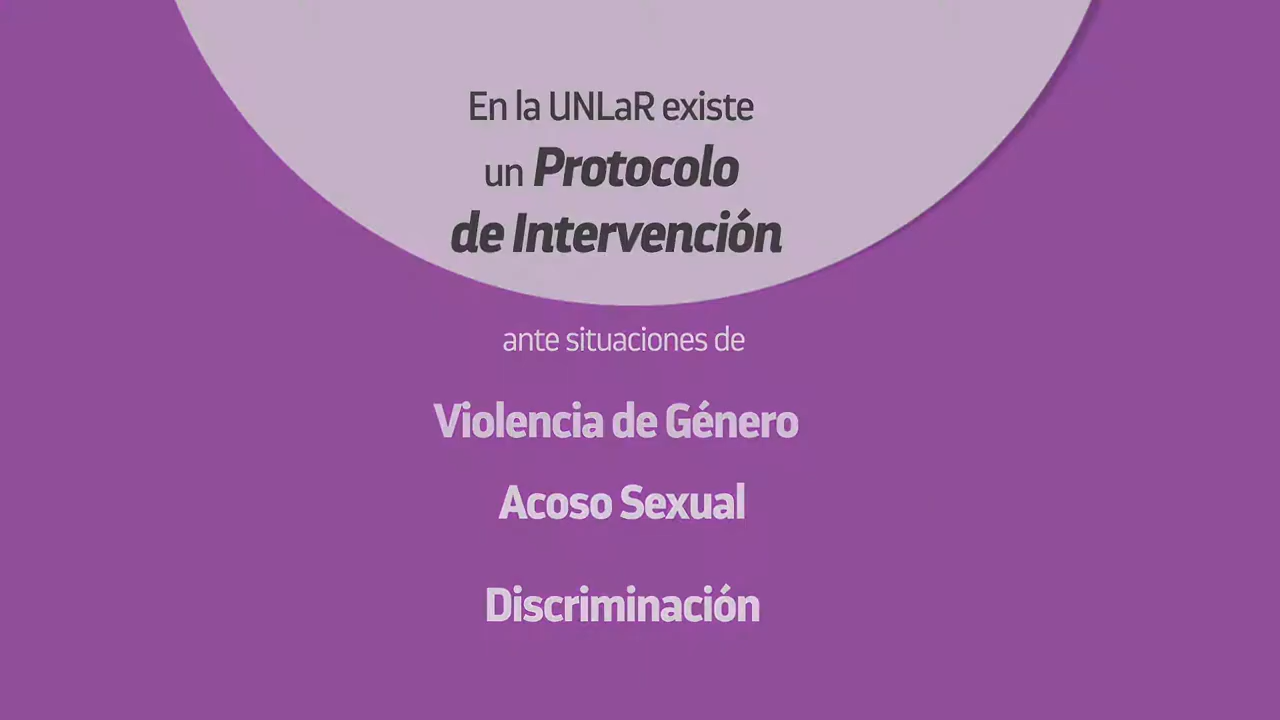 En la UNLaR existe
un Protocolo
de Intervención
ante situaciones de
Violencia de Género
Acoso Sexual
Discriminación